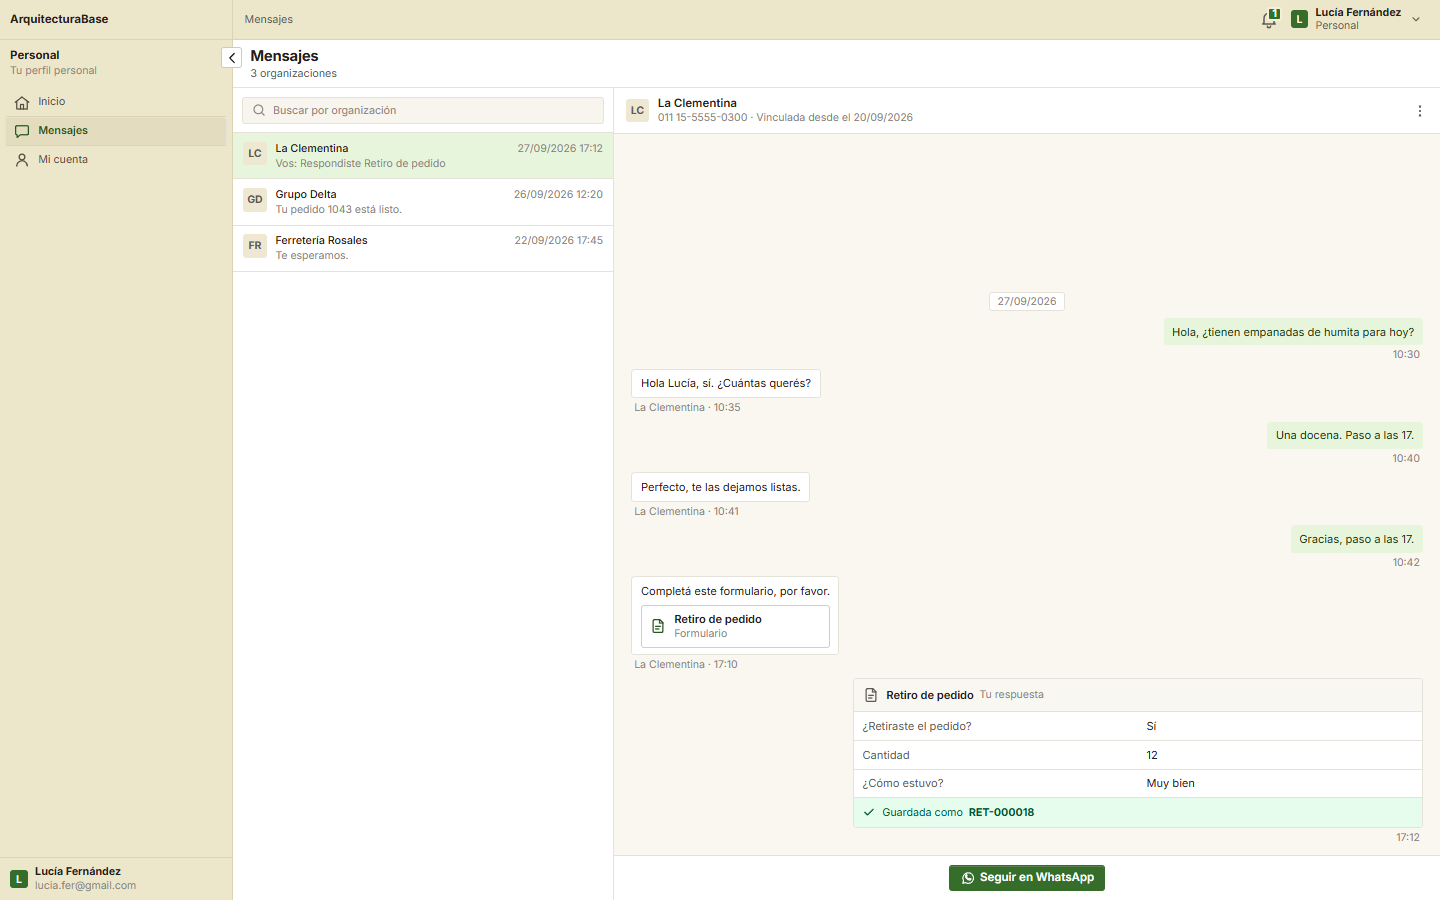 ArquitecturaBase
Mensajes
1
L
Lucía Fernández
Personal
Personal
Tu perfil personal
Inicio
Mensajes
Mi cuenta
Mensajes
3 organizaciones
Buscar por organización
LC
La Clementina
27/09/2026 17:12
Vos: Respondiste Retiro de pedido
GD
Grupo Delta
26/09/2026 12:20
Tu pedido 1043 está listo.
FR
Ferretería Rosales
22/09/2026 17:45
Te esperamos.
LC
La Clementina
011 15-5555-0300 · Vinculada desde el 20/09/2026
27/09/2026
Hola, ¿tienen empanadas de humita para hoy?
10:30
Hola Lucía, sí. ¿Cuántas querés?
La Clementina · 10:35
Una docena. Paso a las 17.
10:40
Perfecto, te las dejamos listas.
La Clementina · 10:41
Gracias, paso a las 17.
10:42
Completá este formulario, por favor.
Retiro de pedido
Formulario
La Clementina · 17:10
Retiro de pedido Tu respuesta
¿Retiraste el pedido? Sí
Cantidad 12
¿Cómo estuvo? Muy bien
Guardada como RET-000018
17:12
Seguir en WhatsApp
L
Lucía Fernández
lucia.fer@gmail.com